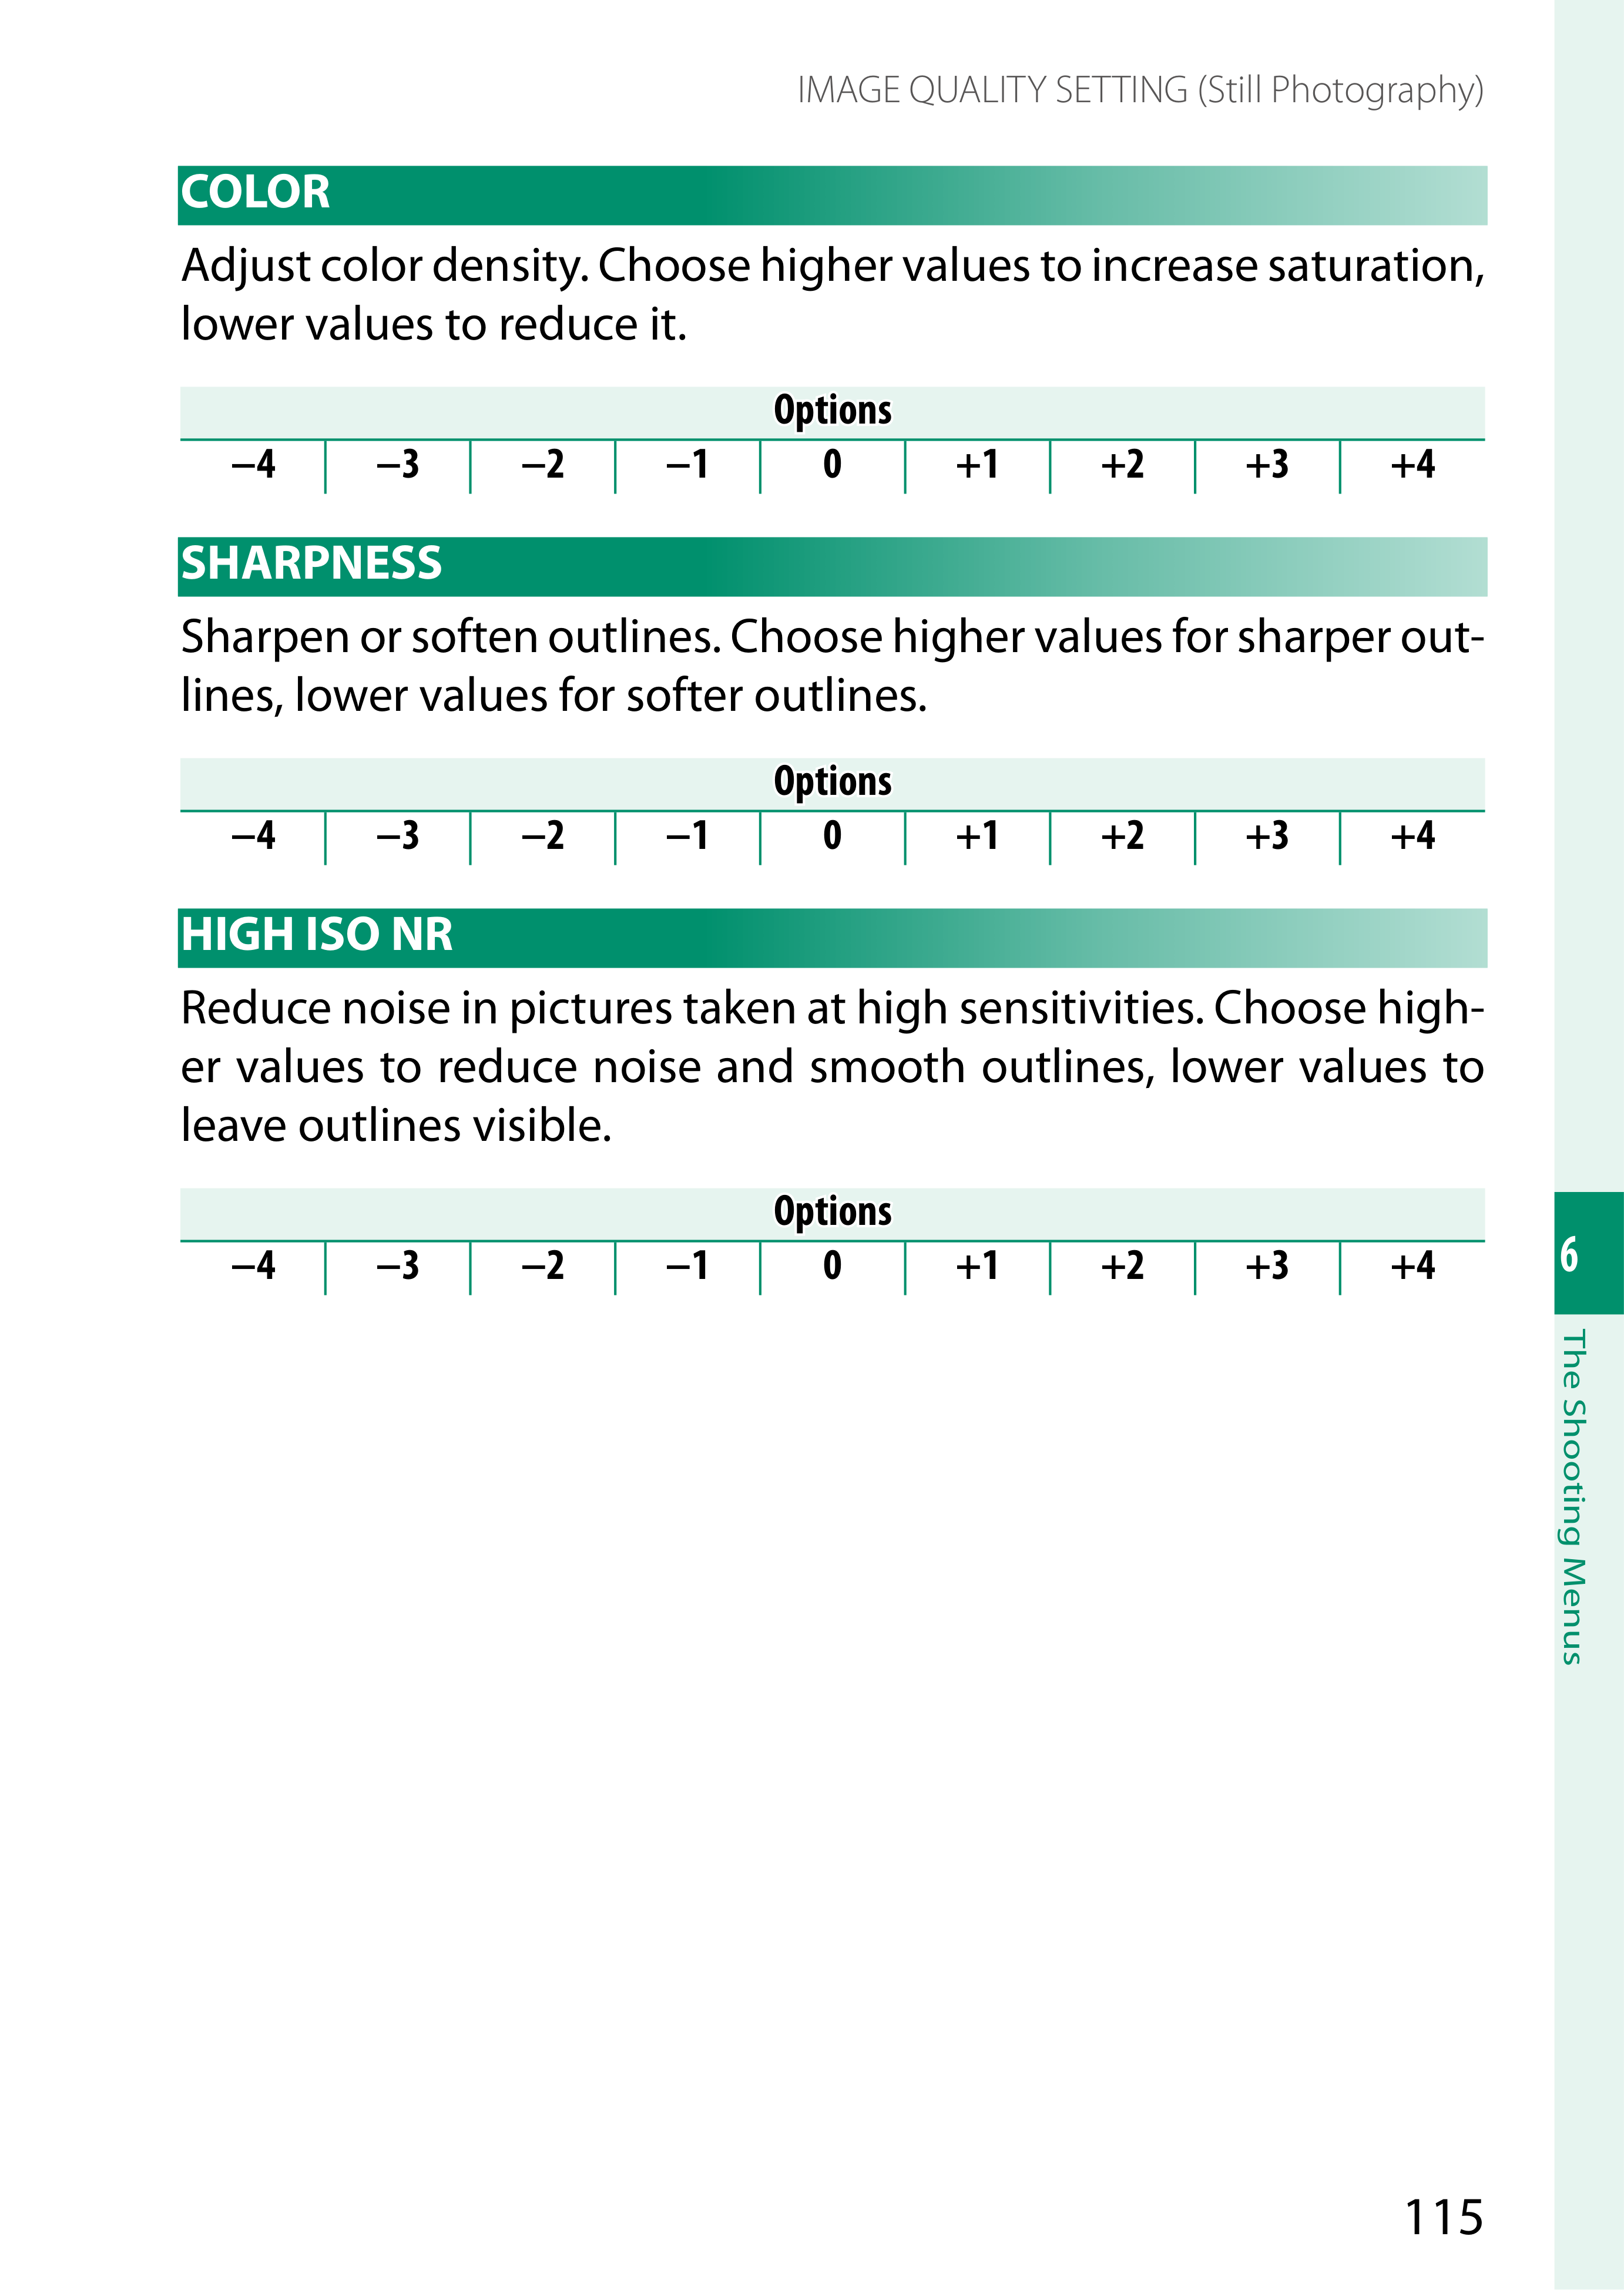 IMAGE QUALITY SETTING (Still Photography)
COLOR
Adjust color density. Choose higher values to increase saturation,
lower values to reduce it.
Options
−4 −3 −2 −1 0 +1 +2 +3 +4
SHARPNESS
Sharpen or soften outlines. Choose higher values for sharper out-
lines, lower values for softer outlines.
Options
−4 −3 −2 −1 0 +1 +2 +3 +4
HIGH ISO NR
Reduce noise in pictures taken at high sensitivities. Choose high-
er values to reduce noise and smooth outlines, lower values to
leave outlines visible.
Options
−4 −3 −2 −1 0 +1 +2 +3 +4
6
The Shooting Menus
115